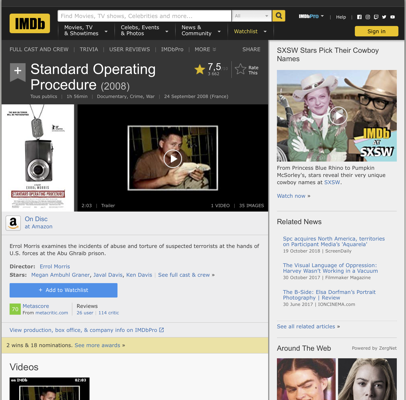 IMDb
Find Movies, TV shows, Celebrities and more...
All
IMDbPro
Help
Movies, TV
& Showtimes
Celebs, Events
& Photos
News &
Community
Watchlist
Sign in
FULL CAST AND CREW | TRIVIA | USER REVIEWS | IMDbPro | MORE
SHARE
Standard Operating
Procedure (2008)
7,5
Rate
This
Tous publics | 1h 56min | Documentary, Crime, War | 24 September 2008 (France)
2:03 | Trailer
1 VIDEO | 35 IMAGES
On Disc
at Amazon
Errol Morris examines the incidents of abuse and torture of suspected terrorists at the hands of
U.S. forces at the Abu Ghraib prison.
Director: Errol Morris
Stars: Megan Ambuhl Graner, Javal Davis, Ken Davis | See full cast & crew »
+ Add to Watchlist
Metascore
From metacritic.com
Reviews
26 user | 114 critic
View production, box office, & company info on IMDbPro
2 wins & 18 nominations. See more awards »
Videos
SXSW Stars Pick Their Cowboy
Names
IMDb
AT
SXSW
From Princess Blue Rhino to Pumpkin
McSorley's, stars reveal their very unique
cowboy names at SXSW.
Watch now »
Related News
Spc acquires North America, territories
on Participant Media's 'Aquarela'
19 October 2018 | ScreenDaily
The Visual Language of Oppression:
Harvey Wasn't Working in a Vacuum
30 October 2017 | Filmmaker Magazine
The B-Side: Elsa Dorfman's Portrait
Photography | Review
30 June 2017 | IONCINEMA.com
See all related articles »
Around The Web
Powered by ZergNet